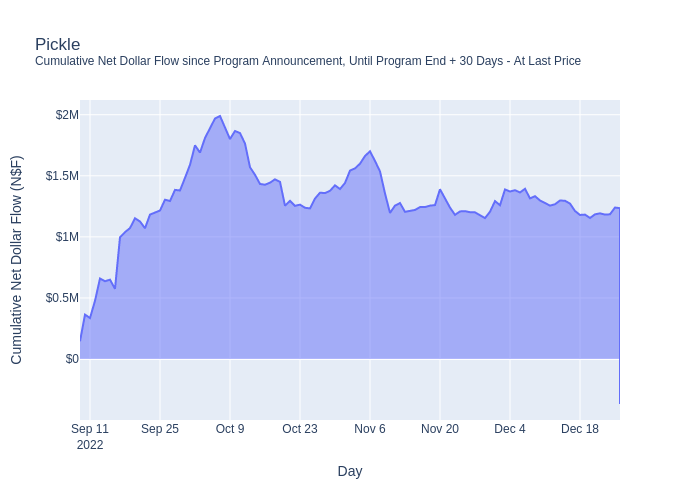 Pickle
Cumulative Net Dollar Flow since Program Announcement, Until Program End + 30 Days - At Last Price
$2M
$1.5M
$1M
$0.5M
$0
Cumulative Net Dollar Flow (N$F)
Sep 11
2022
Sep 25
Oct 9
Oct 23
Nov 6
Nov 20
Dec 4
Dec 18
Day